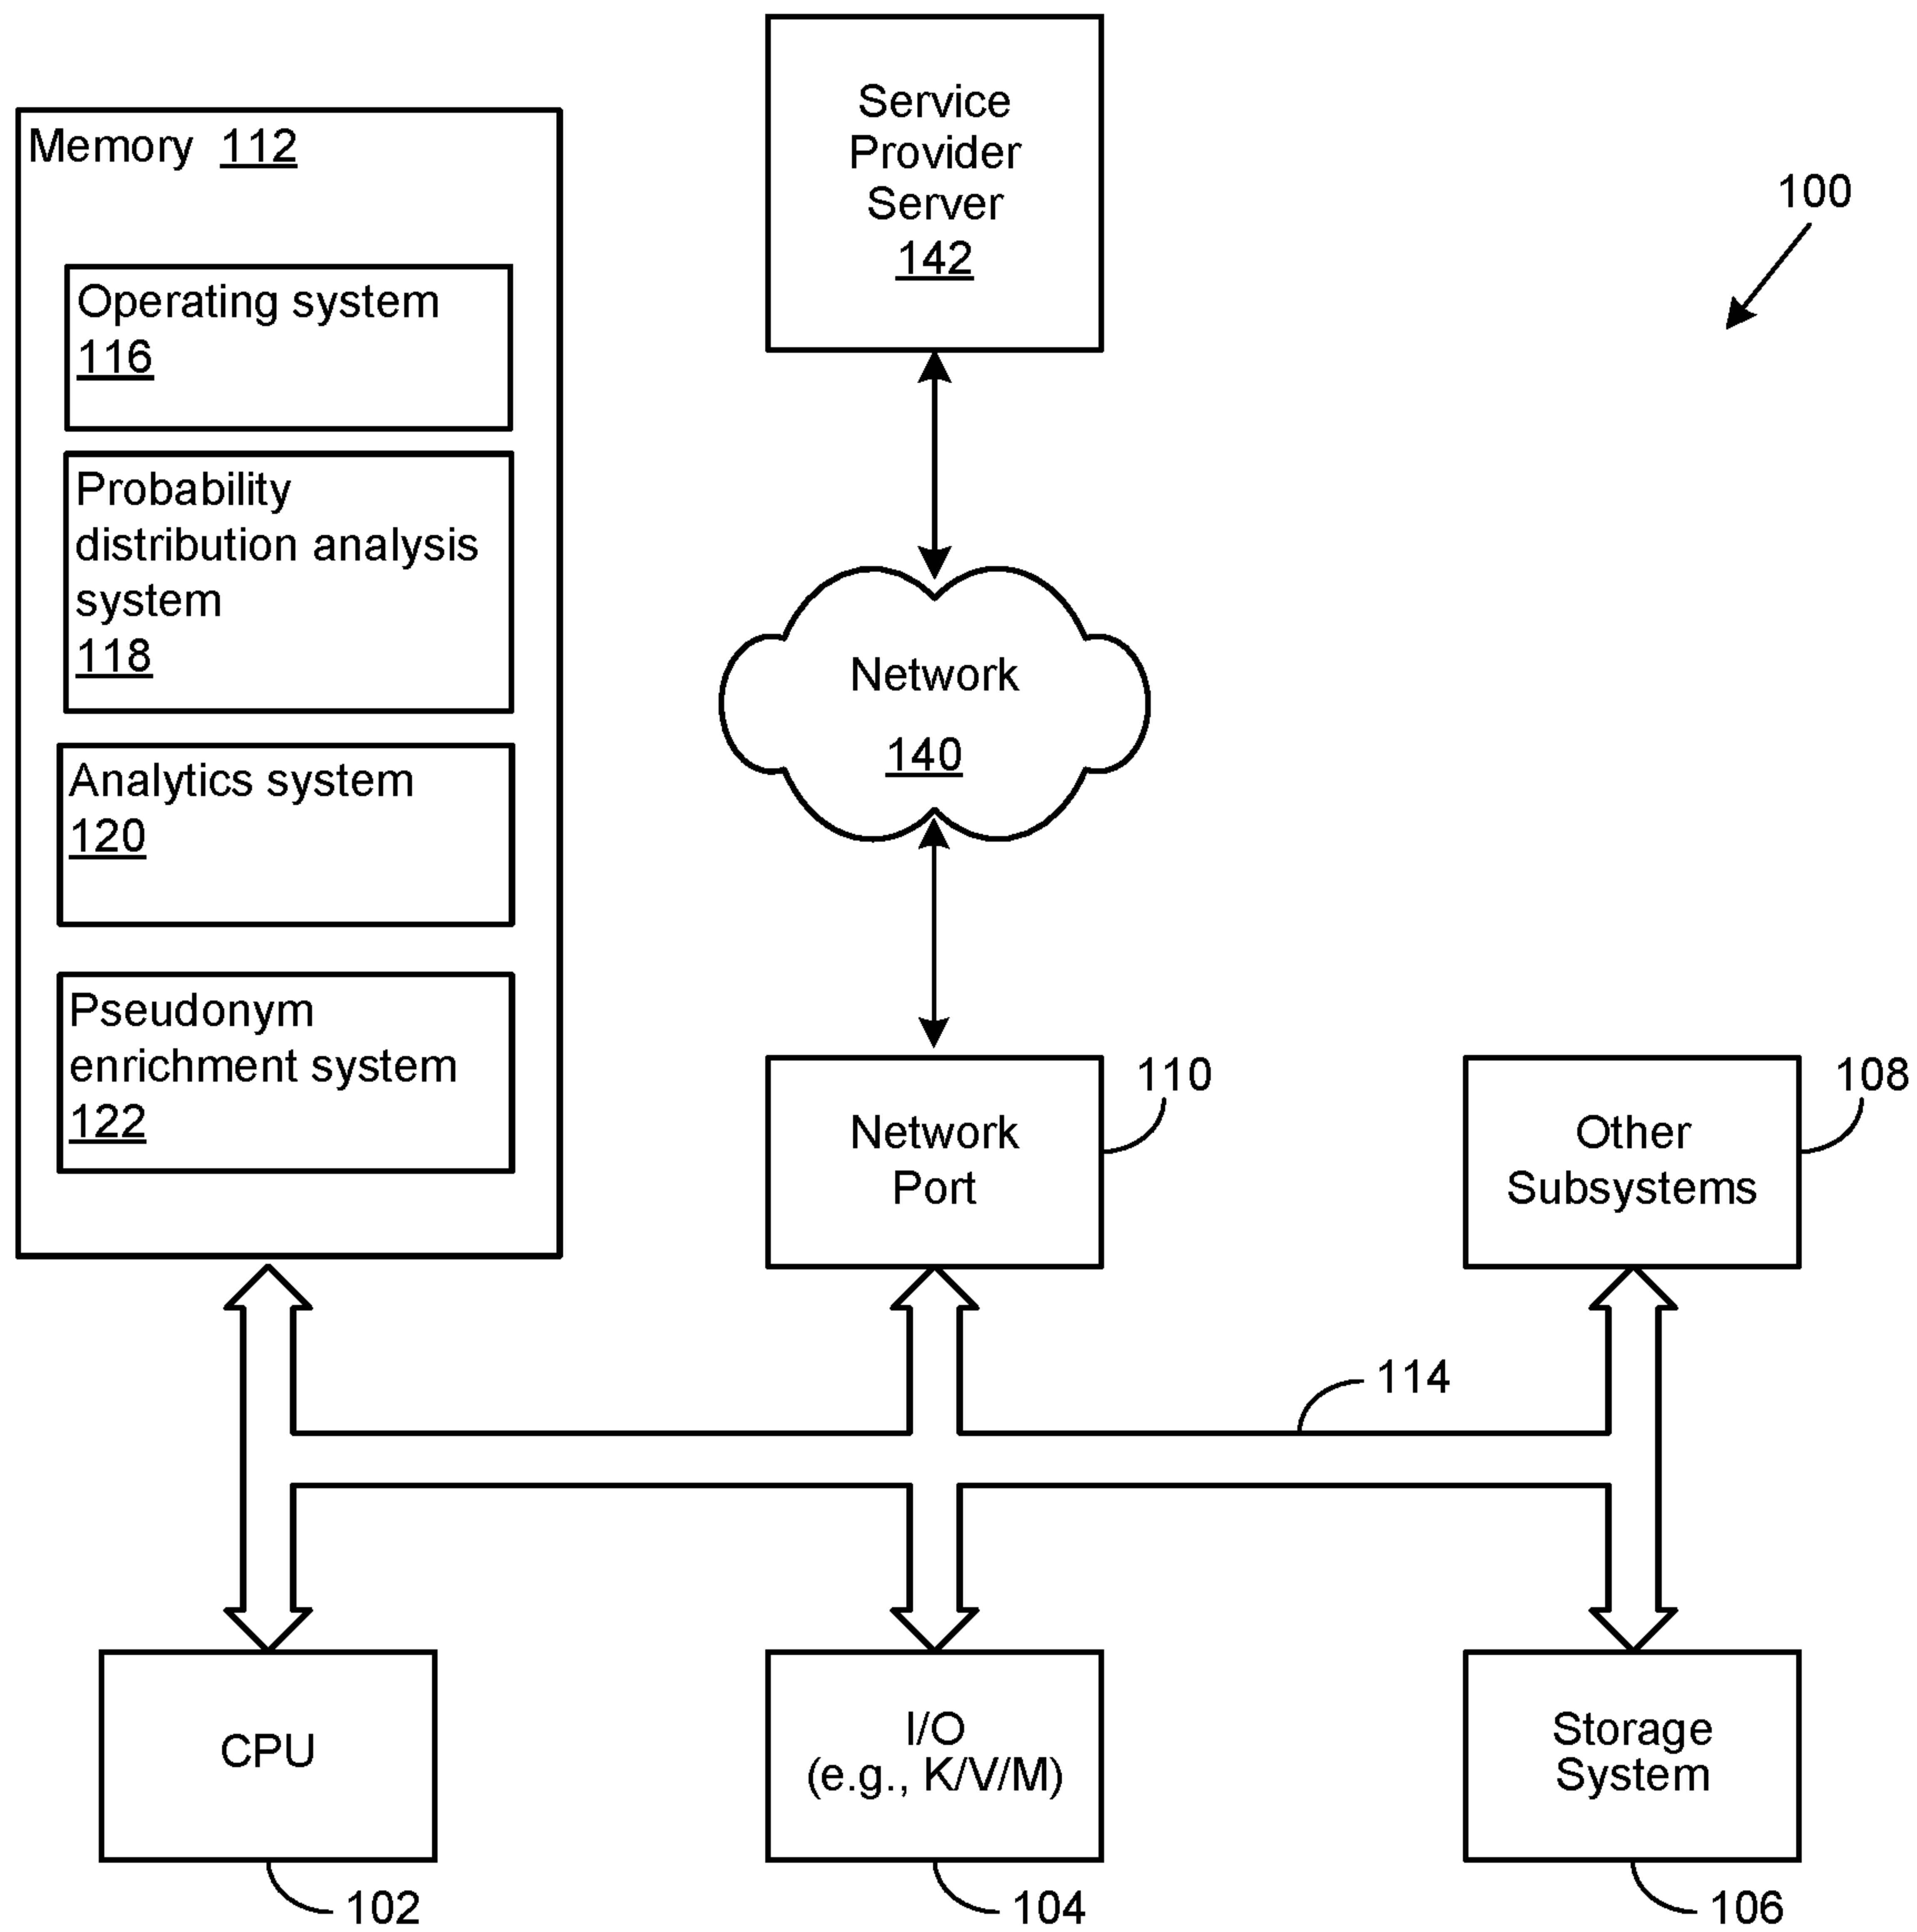 Service
Provider
Server
142
Memory 112
100
Operating system
116
Probability
distribution analysis
system
118
Network
140
Analytics system
120
Pseudonym
enrichment system
122
Network
Port
110
Other
Subsystems
108
114
CPU
102
I/O
(e.g., K/V/M)
104
Storage
System
106